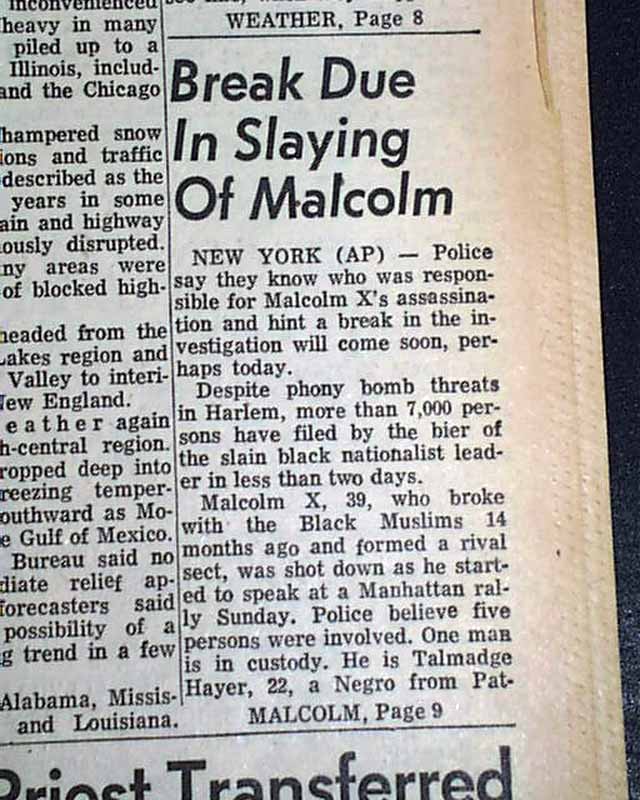 inconvenienced
heavy in many
piled up to a
Illinois, includ-
and the Chicago
hampered snow
ions and traffic
described as the
years in some
ain and highway
ously disrupted.
ny areas were
of blocked high-
headed from the
Lakes region and
Valley to interi-
New England.
eather again
h-central region.
ropped deep into
reezing temper-
outhward as Mo-
e Gulf of Mexico.
Bureau said no
diate relief ap-
forecasters said
possibility of a
g trend in a few
Alabama, Missis-
and Louisiana.
WEATHER, Page 8
Break Due
In Slaying
Of Malcolm
NEW YORK (AP) — Police
say they know who was respon-
sible for Malcolm X's assassina-
tion and hint a break in the in-
vestigation will come soon, per-
haps today.
Despite phony bomb threats
in Harlem, more than 7,000 per-
sons have filed by the bier of
the slain black nationalist lead-
er in less than two days.
Malcolm X, 39, who broke
with the Black Muslims 14
months ago and formed a rival
sect, was shot down as he start-
ed to speak at a Manhattan ral-
ly Sunday. Police believe five
persons were involved. One man
is in custody. He is Talmadge
Hayer, 22, a Negro from Pat-
MALCOLM, Page 9
Priest Transferred